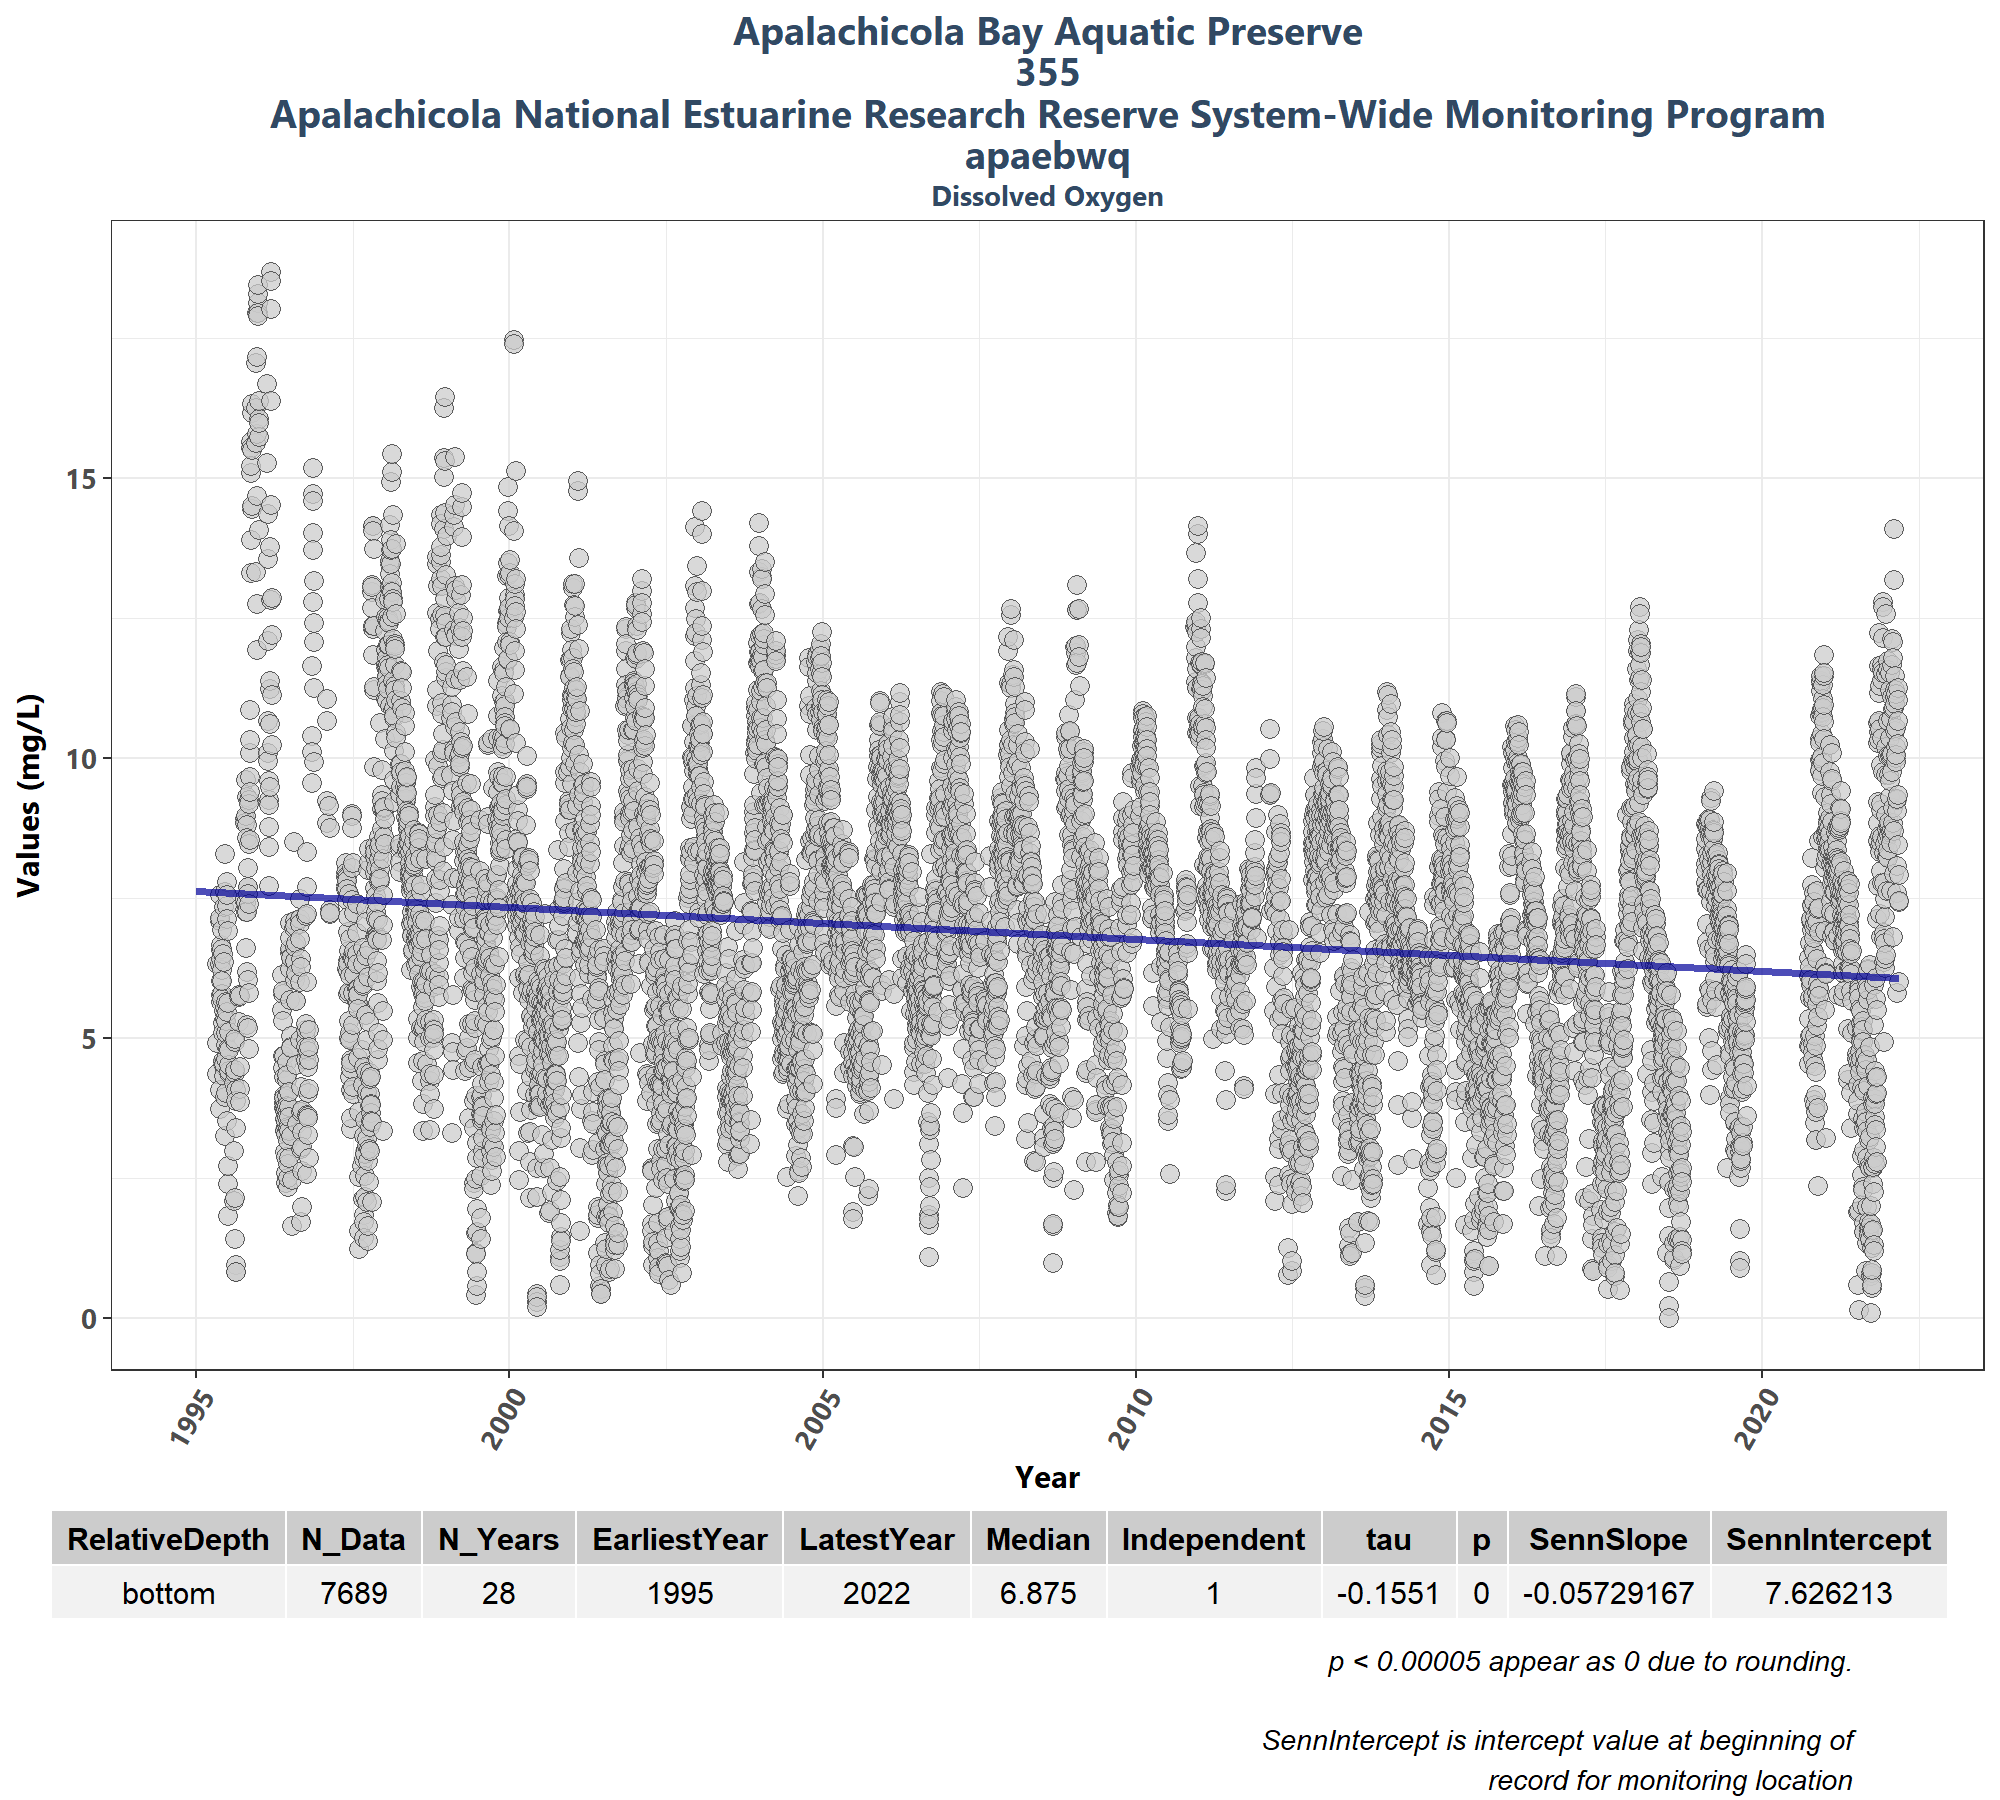 Apalachicola Bay Aquatic Preserve
355
Apalachicola National Estuarine Research Reserve System-Wide Monitoring Program
apaebwq
Dissolved Oxygen
Values (mg/L)
15
10
5
0
1995
2000
2005
2010
2015
2020
Year
RelativeDepth N_Data N_Years EarliestYear LatestYear Median Independent tau p SennSlope SennIntercept
bottom 7689 28 1995 2022 6.875 1 -0.1551 0 -0.05729167 7.626213
p < 0.00005 appear as 0 due to rounding.
SennIntercept is intercept value at beginning of
record for monitoring location